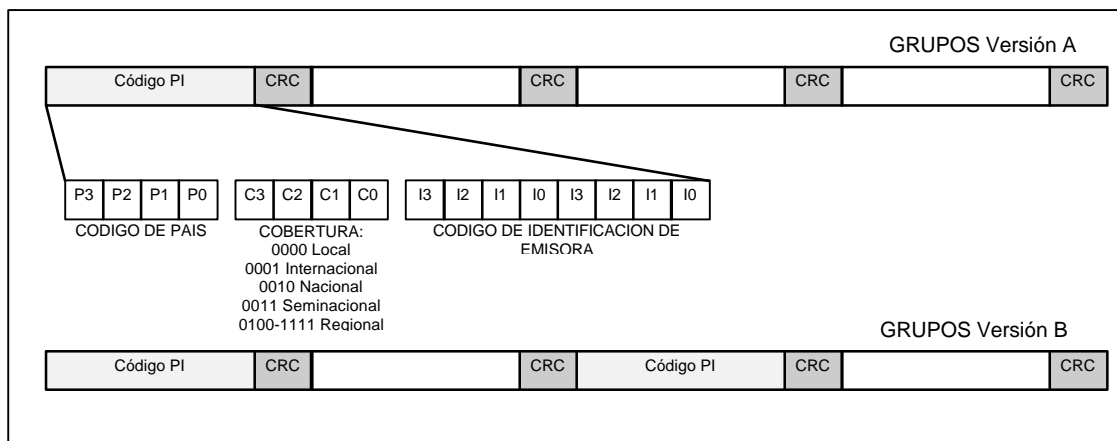 GRUPOS Versión A
Código PI CRC CRC CRC CRC
P3 P2 P1 P0 C3 C2 C1 C0 I3 I2 I1 I0 I3 I2 I1 I0
CODIGO DE PAIS
COBERTURA:
0000 Local
0001 Internacional
0010 Nacional
0011 Seminacional
0100-1111 Regional
CODIGO DE IDENTIFICACION DE
EMISORA
GRUPOS Versión B
Código PI CRC CRC Código PI CRC CRC